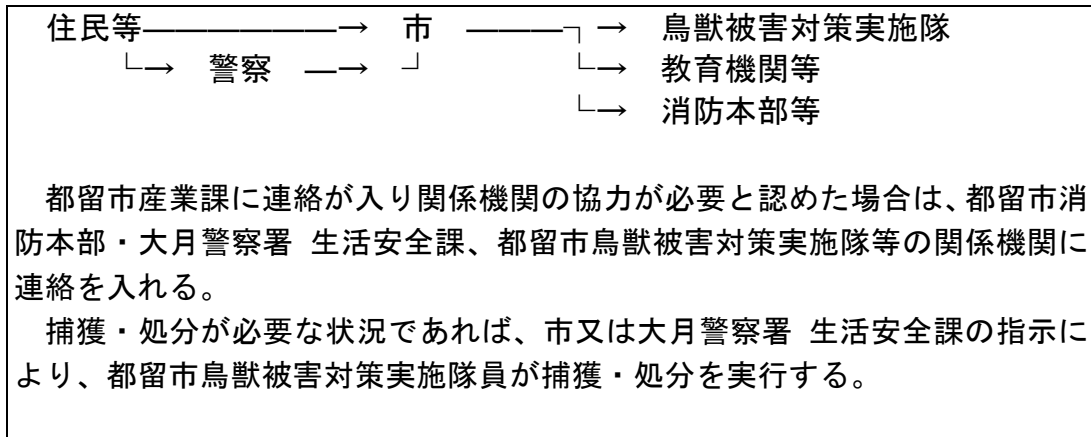 住民等――――――→ 市 ―――┐→ 鳥獣被害対策実施隊
└→ 警察 ―→ ┘ └→ 教育機関等
└→ 消防本部等
都留市産業課に連絡が入り関係機関の協力が必要と認めた場合は、都留市消
防本部・大月警察署 生活安全課、都留市鳥獣被害対策実施隊等の関係機関に
連絡を入れる。
捕獲・処分が必要な状況であれば、市又は大月警察署 生活安全課の指示に
より、都留市鳥獣被害対策実施隊員が捕獲・処分を実行する。